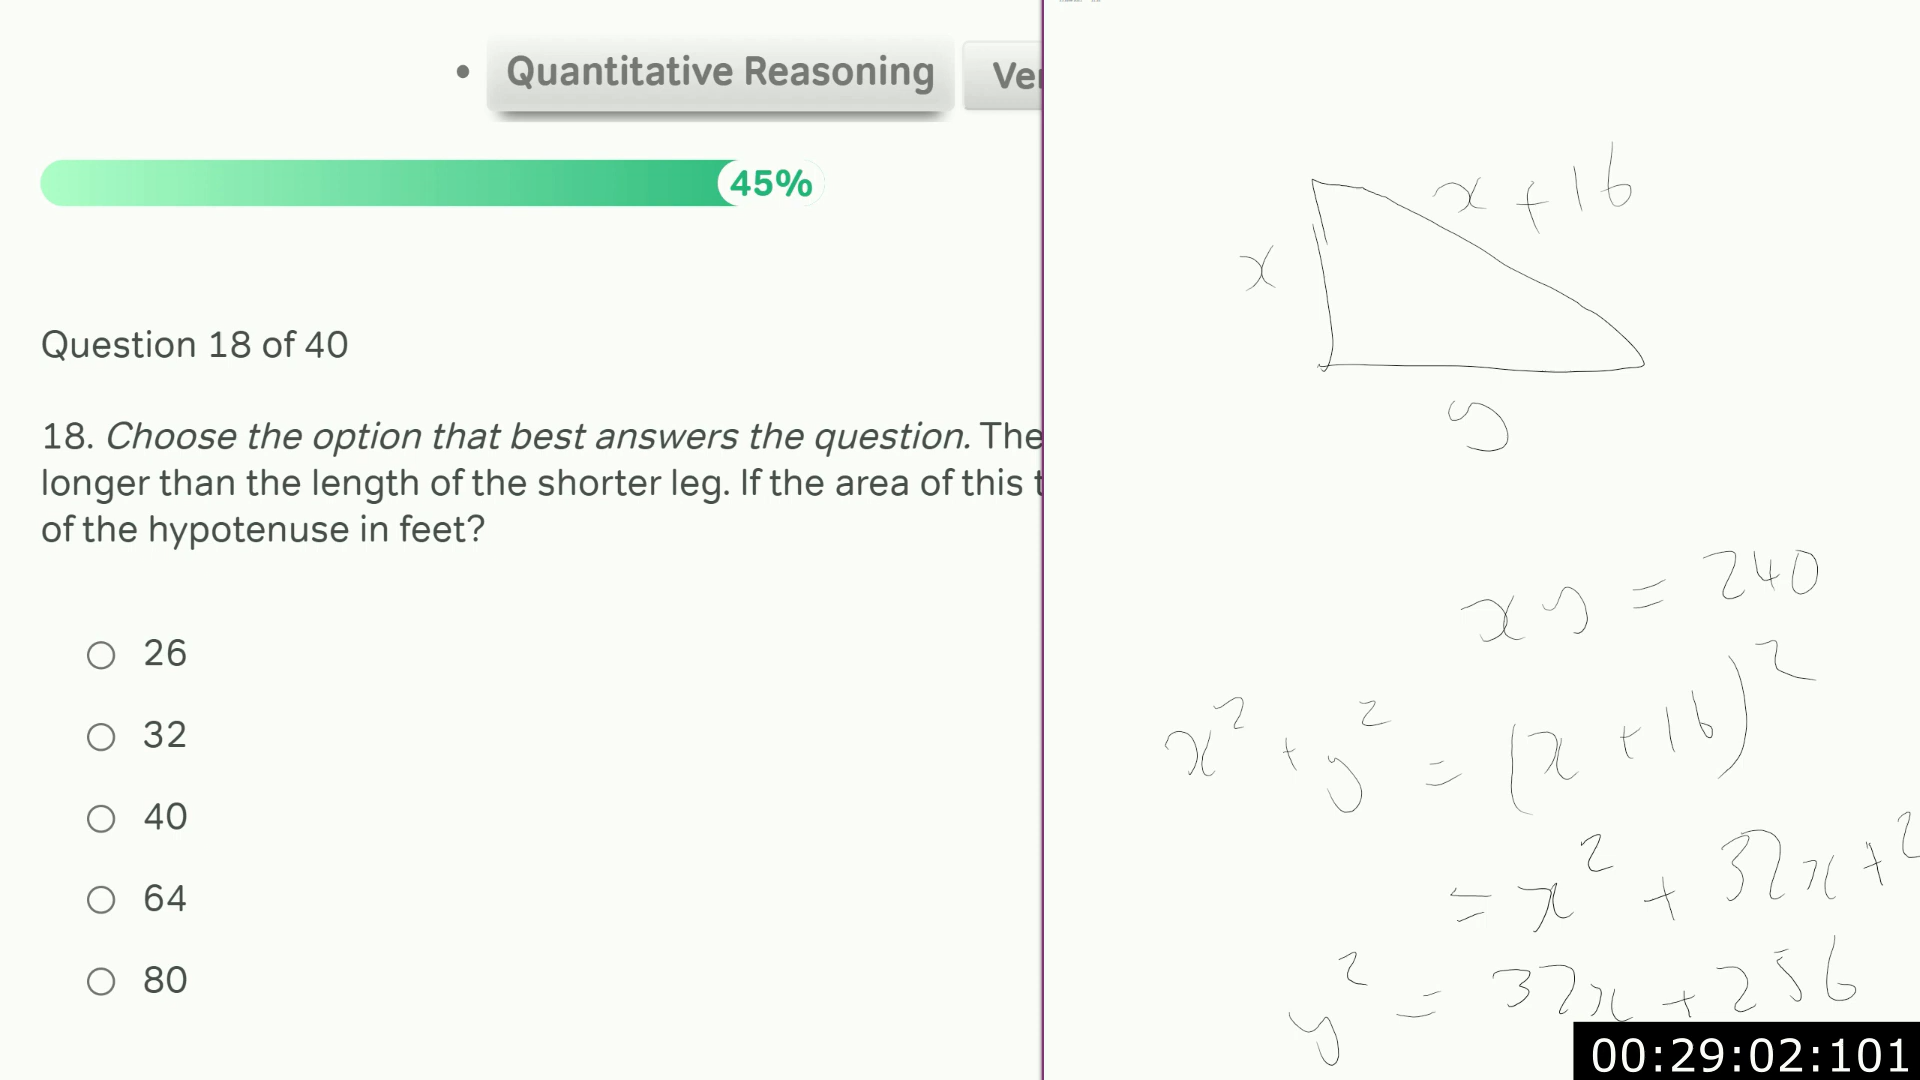 • Quantitative Reasoning
45%
Question 18 of 40
18. Choose the option that best answers the question. The
longer than the length of the shorter leg. If the area of this t
of the hypotenuse in feet?
26
32
40
64
80
x + 16
x
y
xy = 240
x² + y² = (x + 16)²
= x² + 32x + 2
y² = 32x + 256
00:29:02:101